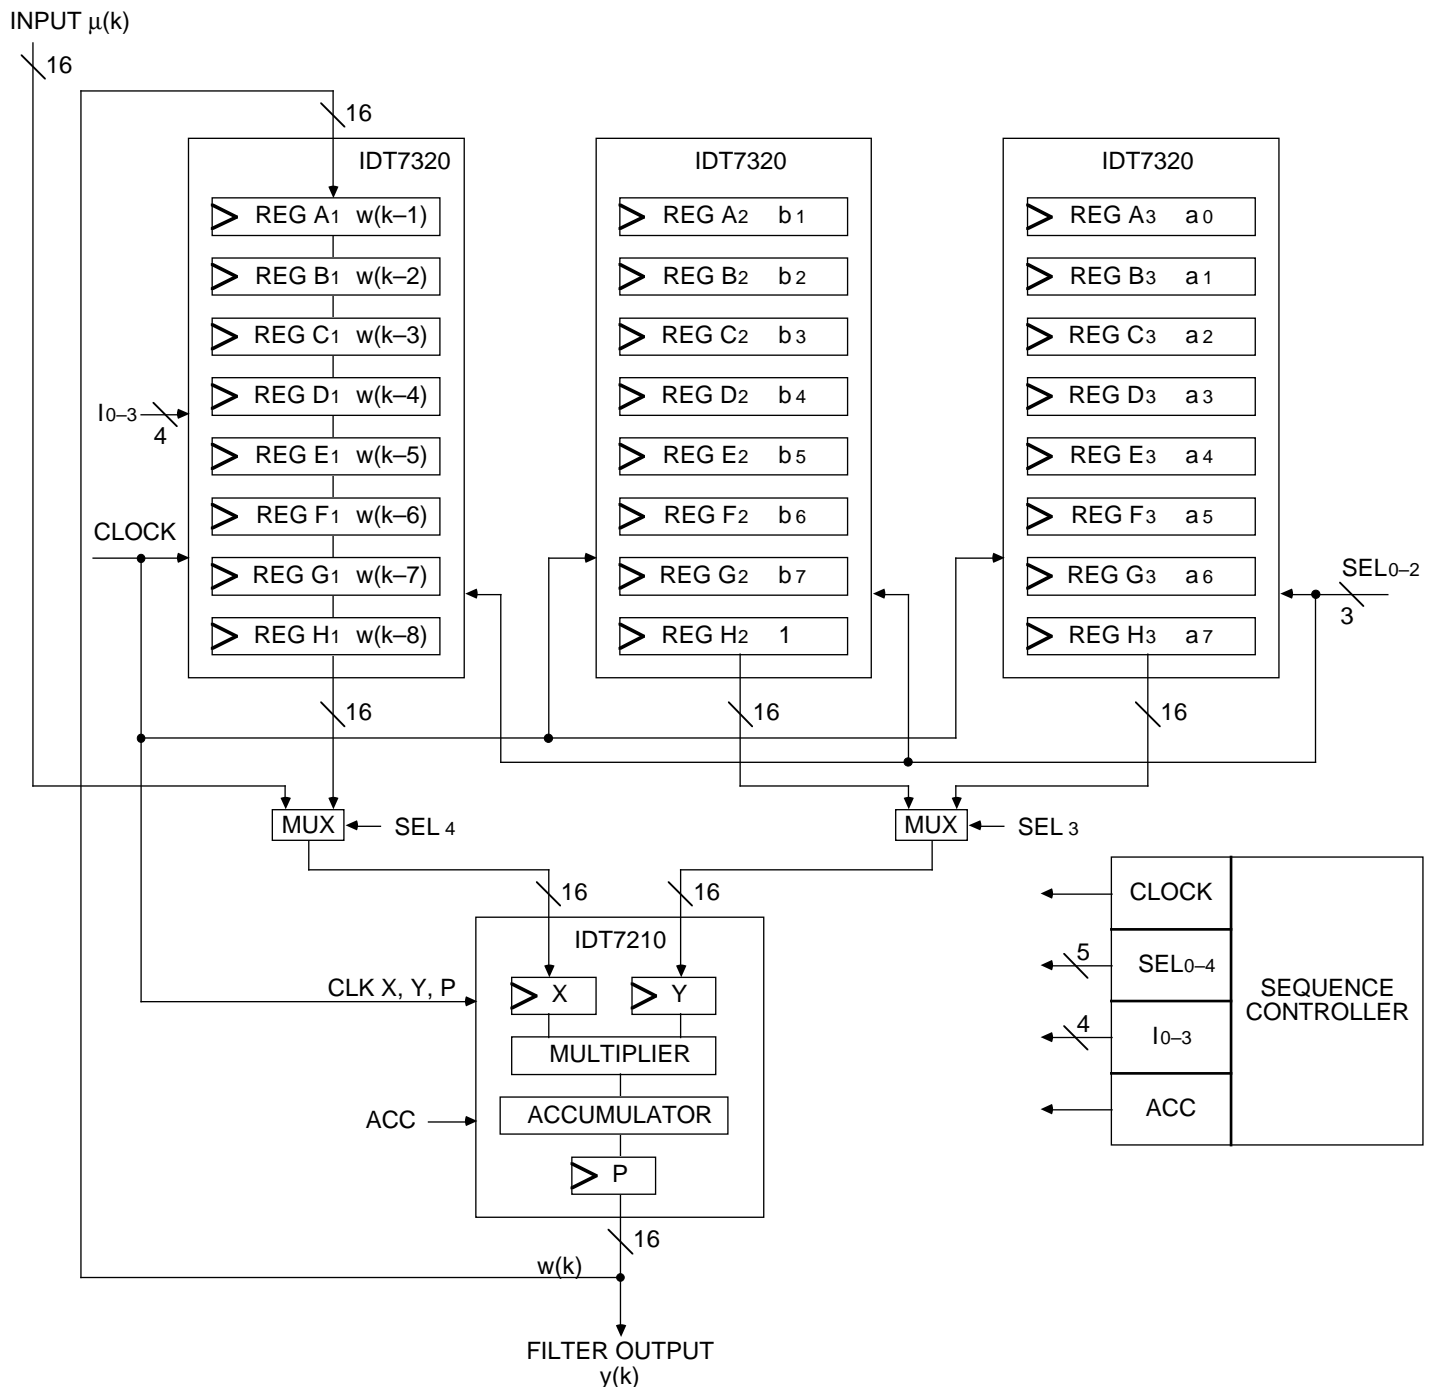 INPUT μ(k)
16
16
IDT7320
REG A1 w(k–1)
REG B1 w(k–2)
REG C1 w(k–3)
REG D1 w(k–4)
REG E1 w(k–5)
REG F1 w(k–6)
REG G1 w(k–7)
REG H1 w(k–8)
I0–3
4
CLOCK
16
IDT7320
REG A2 b1
REG B2 b2
REG C2 b3
REG D2 b4
REG E2 b5
REG F2 b6
REG G2 b7
REG H2 1
16
IDT7320
REG A3 a0
REG B3 a1
REG C3 a2
REG D3 a3
REG E3 a4
REG F3 a5
REG G3 a6
REG H3 a7
16
SEL0–2
3
MUX
SEL 4
MUX
SEL 3
16
16
IDT7210
X
Y
CLK X, Y, P
MULTIPLIER
ACC
ACCUMULATOR
P
16
w(k)
FILTER OUTPUT
y(k)
CLOCK
5
SEL0–4
4
I0–3
ACC
SEQUENCE
CONTROLLER